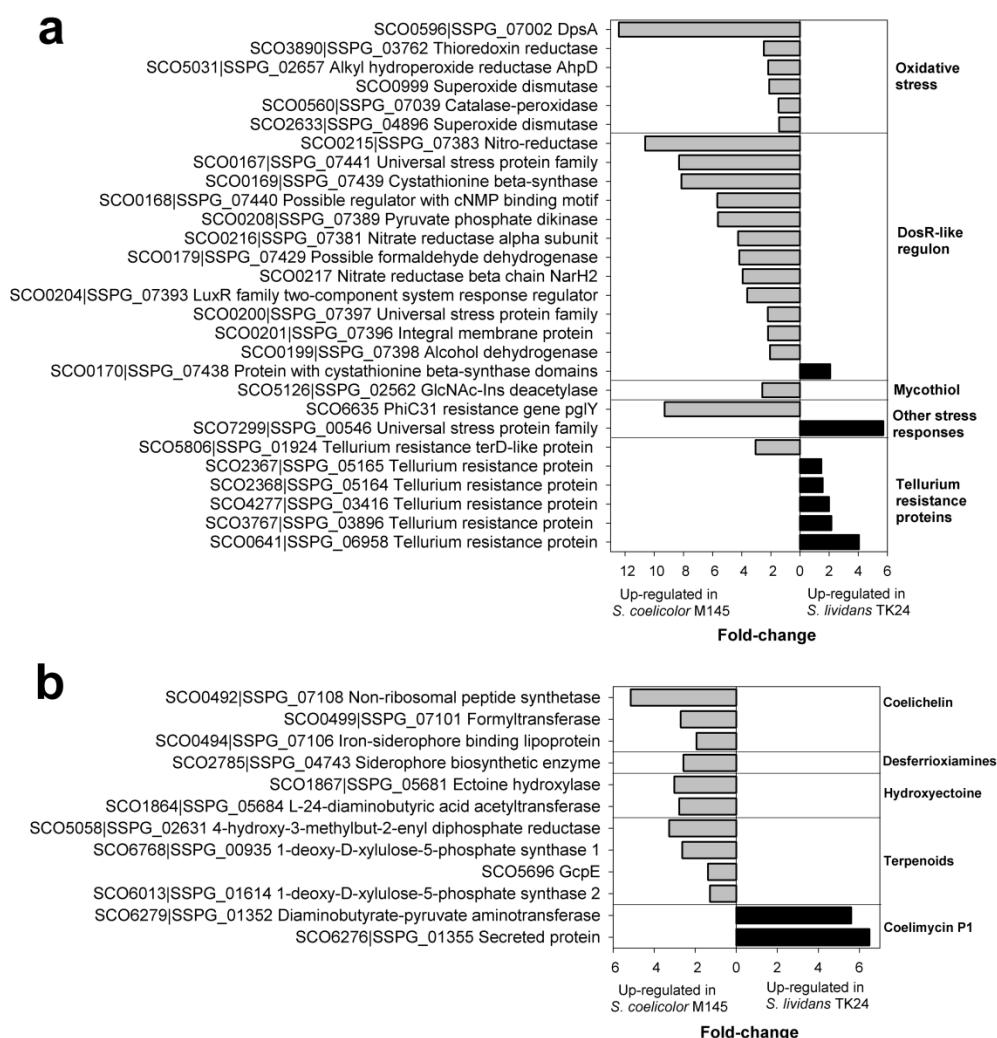 a
SCO0596|SSPG_07002 DpsA
SCO3890|SSPG_03762 Thioredoxin reductase
SCO5031|SSPG_02657 Alkyl hydroperoxide reductase AhpD
SCO0999 Superoxide dismutase
SCO0560|SSPG_07039 Catalase-peroxidase
SCO2633|SSPG_04896 Superoxide dismutase
Oxidative
stress
SCO0215|SSPG_07383 Nitro-reductase
SCO0167|SSPG_07441 Universal stress protein family
SCO0169|SSPG_07439 Cystathionine beta-synthase
SCO0168|SSPG_07440 Possible regulator with cNMP binding motif
SCO0208|SSPG_07389 Pyruvate phosphate dikinase
SCO0216|SSPG_07381 Nitrate reductase alpha subunit
SCO0179|SSPG_07429 Possible formaldehyde dehydrogenase
SCO0217 Nitrate reductase beta chain NarH2
SCO0204|SSPG_07393 LuxR family two-component system response regulator
SCO0200|SSPG_07397 Universal stress protein family
SCO0201|SSPG_07396 Integral membrane protein
SCO0199|SSPG_07398 Alcohol dehydrogenase
SCO0170|SSPG_07438 Protein with cystathionine beta-synthase domains
DosR-like
regulon
SCO5126|SSPG_02562 GlcNAc-Ins deacetylase
Mycothiol
SCO6635 PhiC31 resistance gene pglY
SCO7299|SSPG_00546 Universal stress protein family
Other stress
responses
SCO5806|SSPG_01924 Tellurium resistance terD-like protein
SCO2367|SSPG_05165 Tellurium resistance protein
SCO2368|SSPG_05164 Tellurium resistance protein
SCO4277|SSPG_03416 Tellurium resistance protein
SCO3767|SSPG_03896 Tellurium resistance protein
SCO0641|SSPG_06958 Tellurium resistance protein
Tellurium
resistance
proteins
12 10 8 6 4 2 0 2 4 6
Up-regulated in
S. coelicolor M145
Up-regulated in
S. lividans TK24
Fold-change
b
SCO0492|SSPG_07108 Non-ribosomal peptide synthetase
SCO0499|SSPG_07101 Formyltransferase
SCO0494|SSPG_07106 Iron-siderophore binding lipoprotein
Coelichelin
SCO2785|SSPG_04743 Siderophore biosynthetic enzyme
Desferrioxiamines
SCO1867|SSPG_05681 Ectoine hydroxylase
SCO1864|SSPG_05684 L-24-diaminobutyric acid acetyltransferase
Hydroxyectoine
SCO5058|SSPG_02631 4-hydroxy-3-methylbut-2-enyl diphosphate reductase
SCO6768|SSPG_00935 1-deoxy-D-xylulose-5-phosphate synthase 1
SCO5696 GcpE
SCO6013|SSPG_01614 1-deoxy-D-xylulose-5-phosphate synthase 2
Terpenoids
SCO6279|SSPG_01352 Diaminobutyrate-pyruvate aminotransferase
SCO6276|SSPG_01355 Secreted protein
Coelimycin P1
6 4 2 0 2 4 6
Up-regulated in
S. coelicolor M145
Up-regulated in
S. lividans TK24
Fold-change